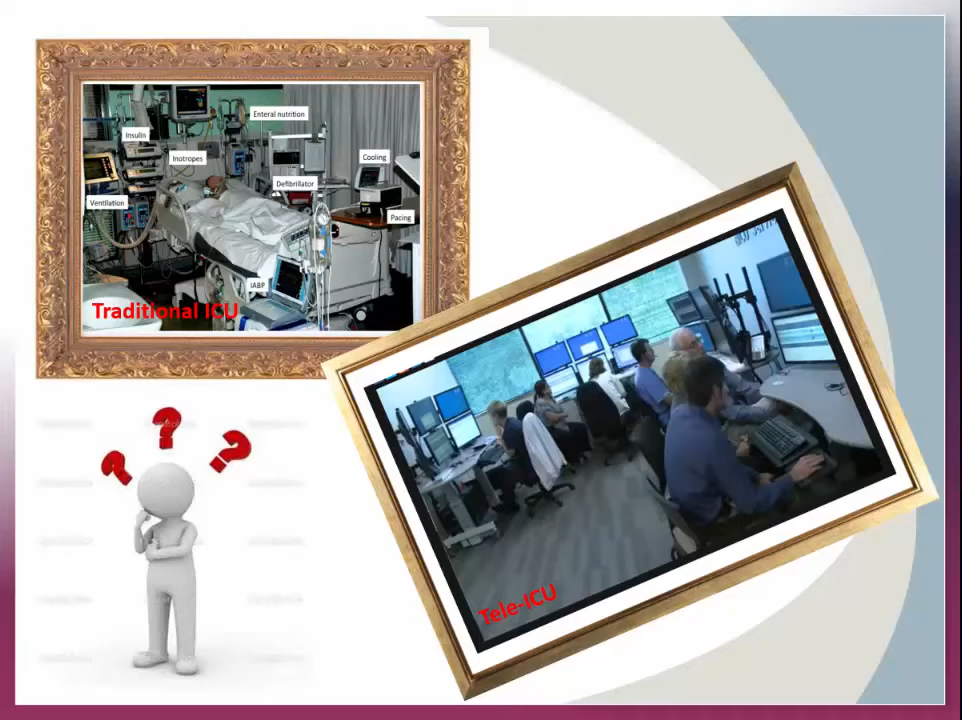 Enteral nutrition
Insulin
Inotropes
Cooling
Defibrillator
Ventilation
Pacing
IABP
Traditional ICU
? ? ?
Tele-ICU